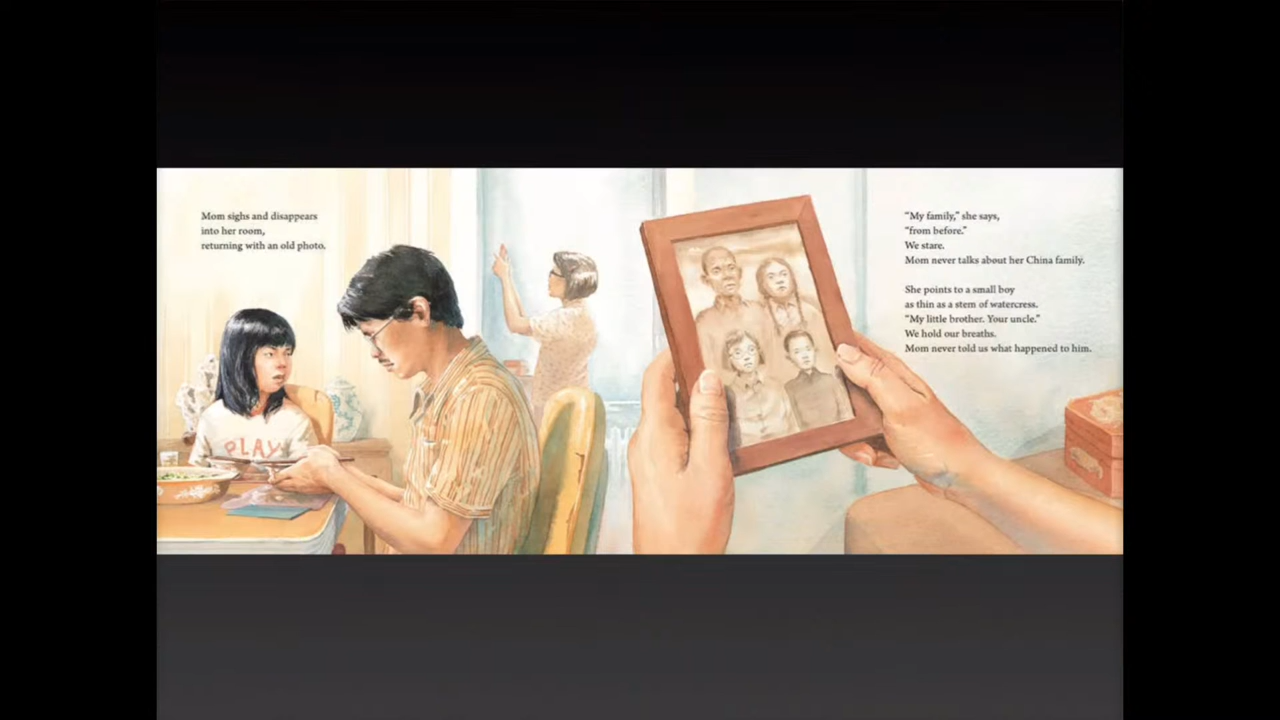 Mom sighs and disappears
into her room,
returning with an old photo.
PLAY
“My family,” she says,
“from before.”
We stare.
Mom never talks about her China family.
She points to a small boy
as thin as a stem of watercress.
“My little brother. Your uncle.”
We hold our breaths.
Mom never told us what happened to him.